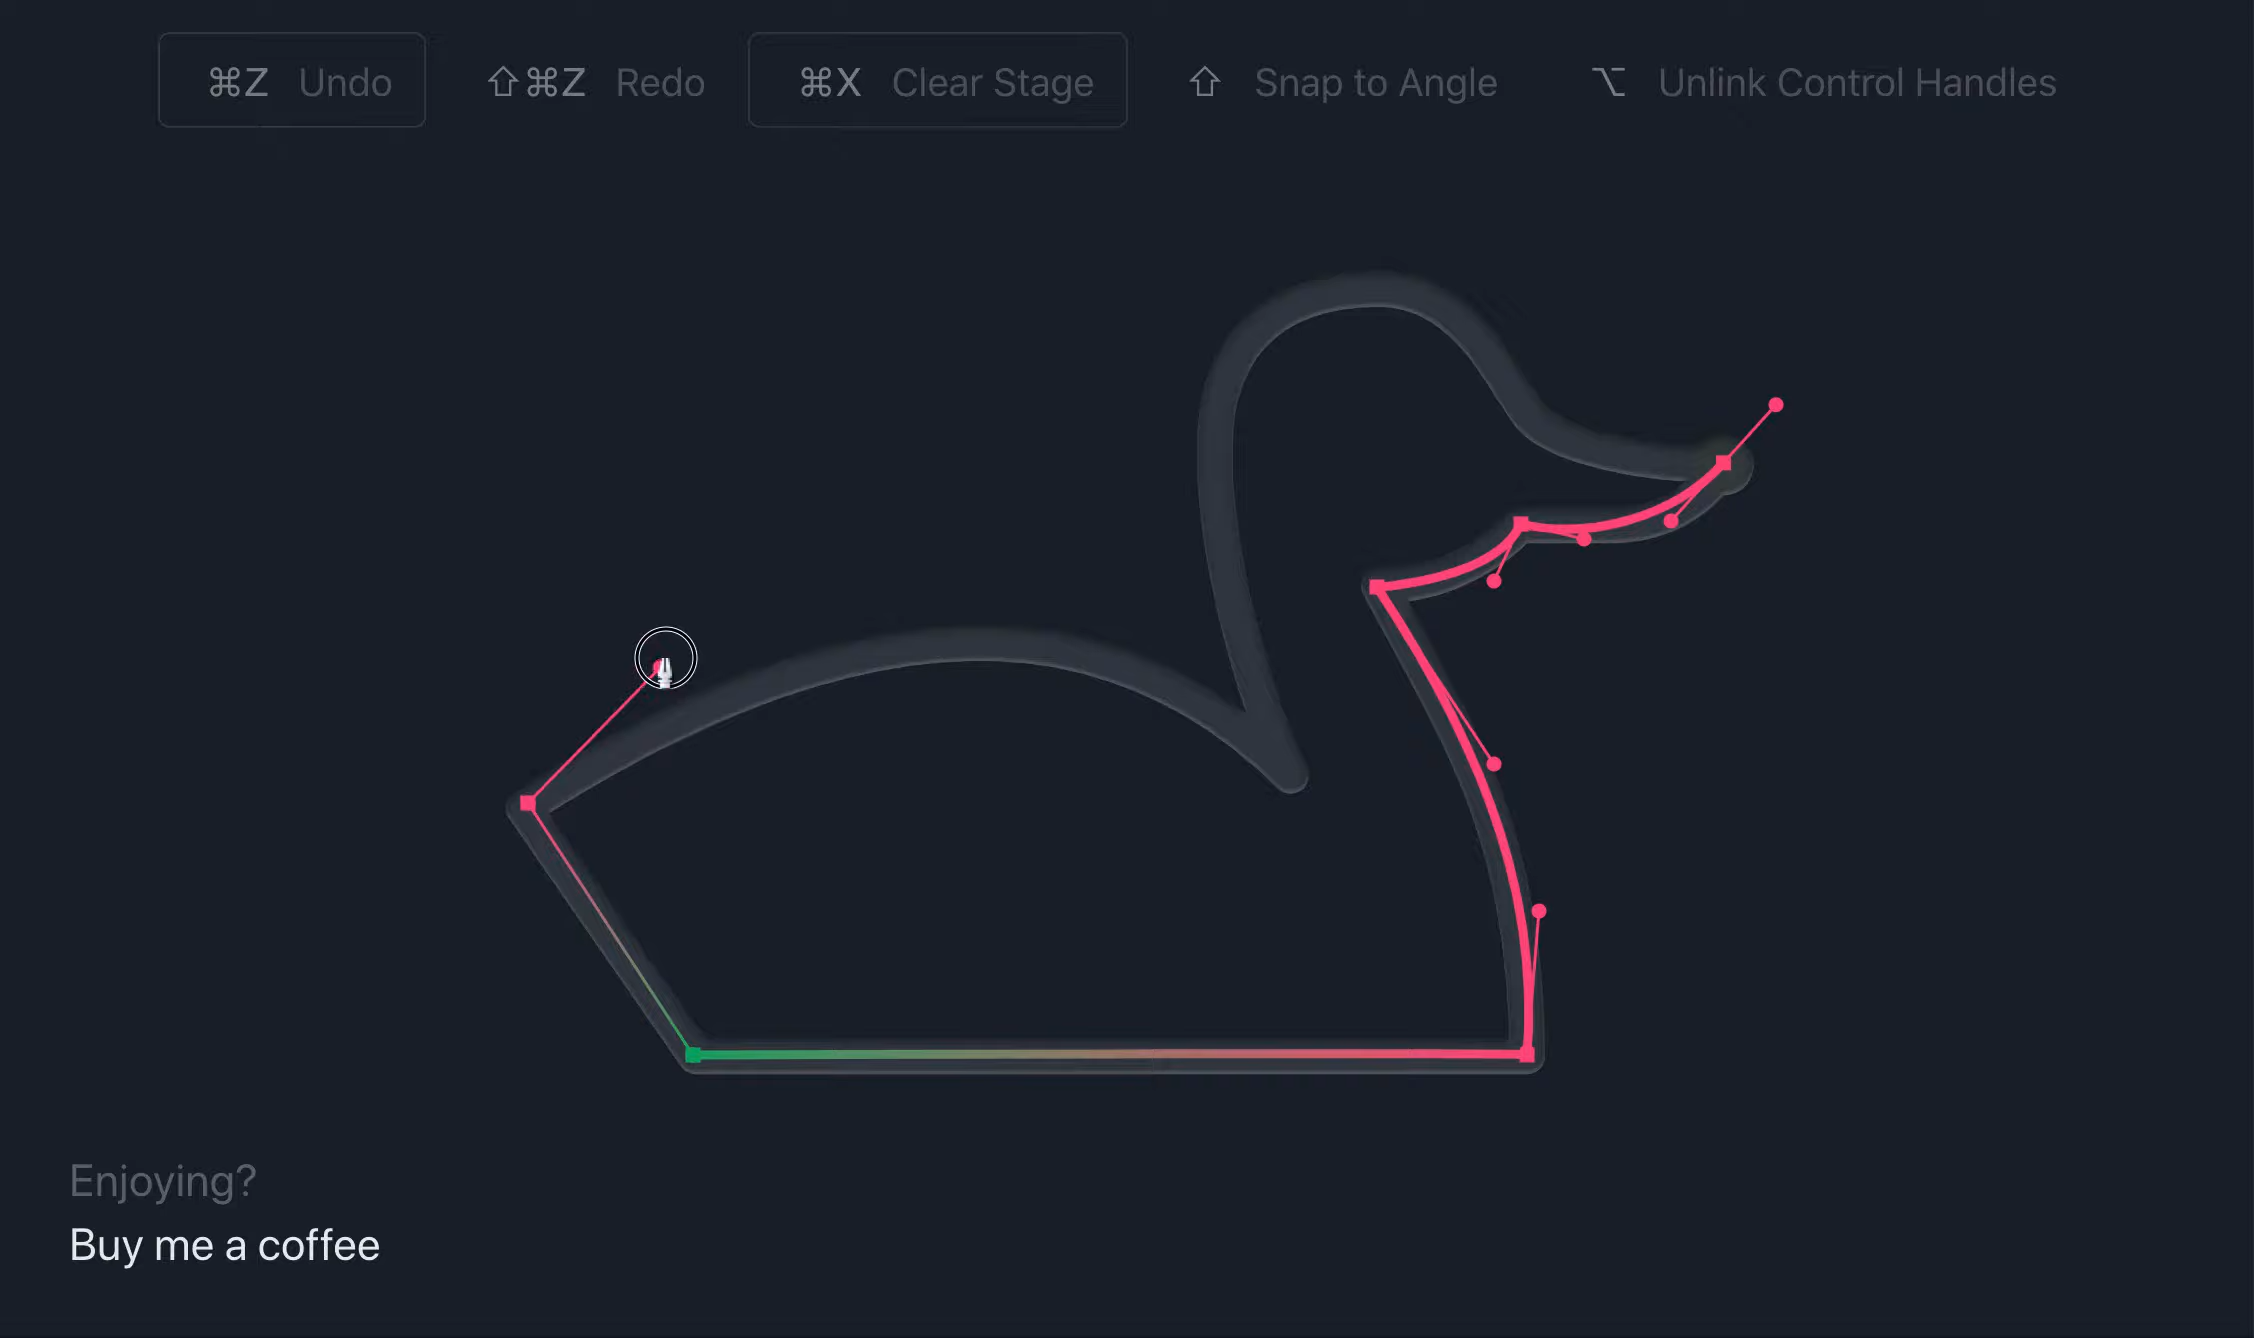 ⌘Z Undo ⇧⌘Z Redo ⌘X Clear Stage ⇧ Snap to Angle ⌥ Unlink Control Handles
Enjoying?
Buy me a coffee